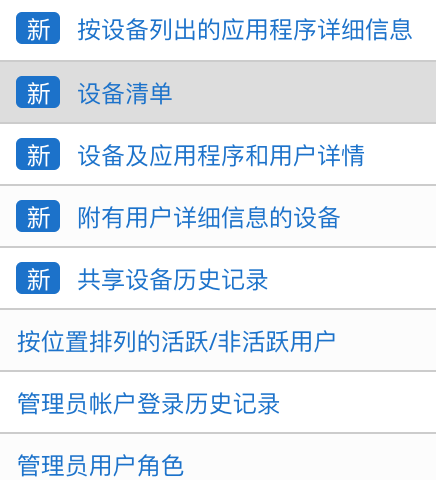 新 按设备列出的应用程序详细信息
新 设备清单
新 设备及应用程序和用户详情
新 附有用户详细信息的设备
新 共享设备历史记录
按位置排列的活跃/非活跃用户
管理员帐户登录历史记录
管理员用户角色